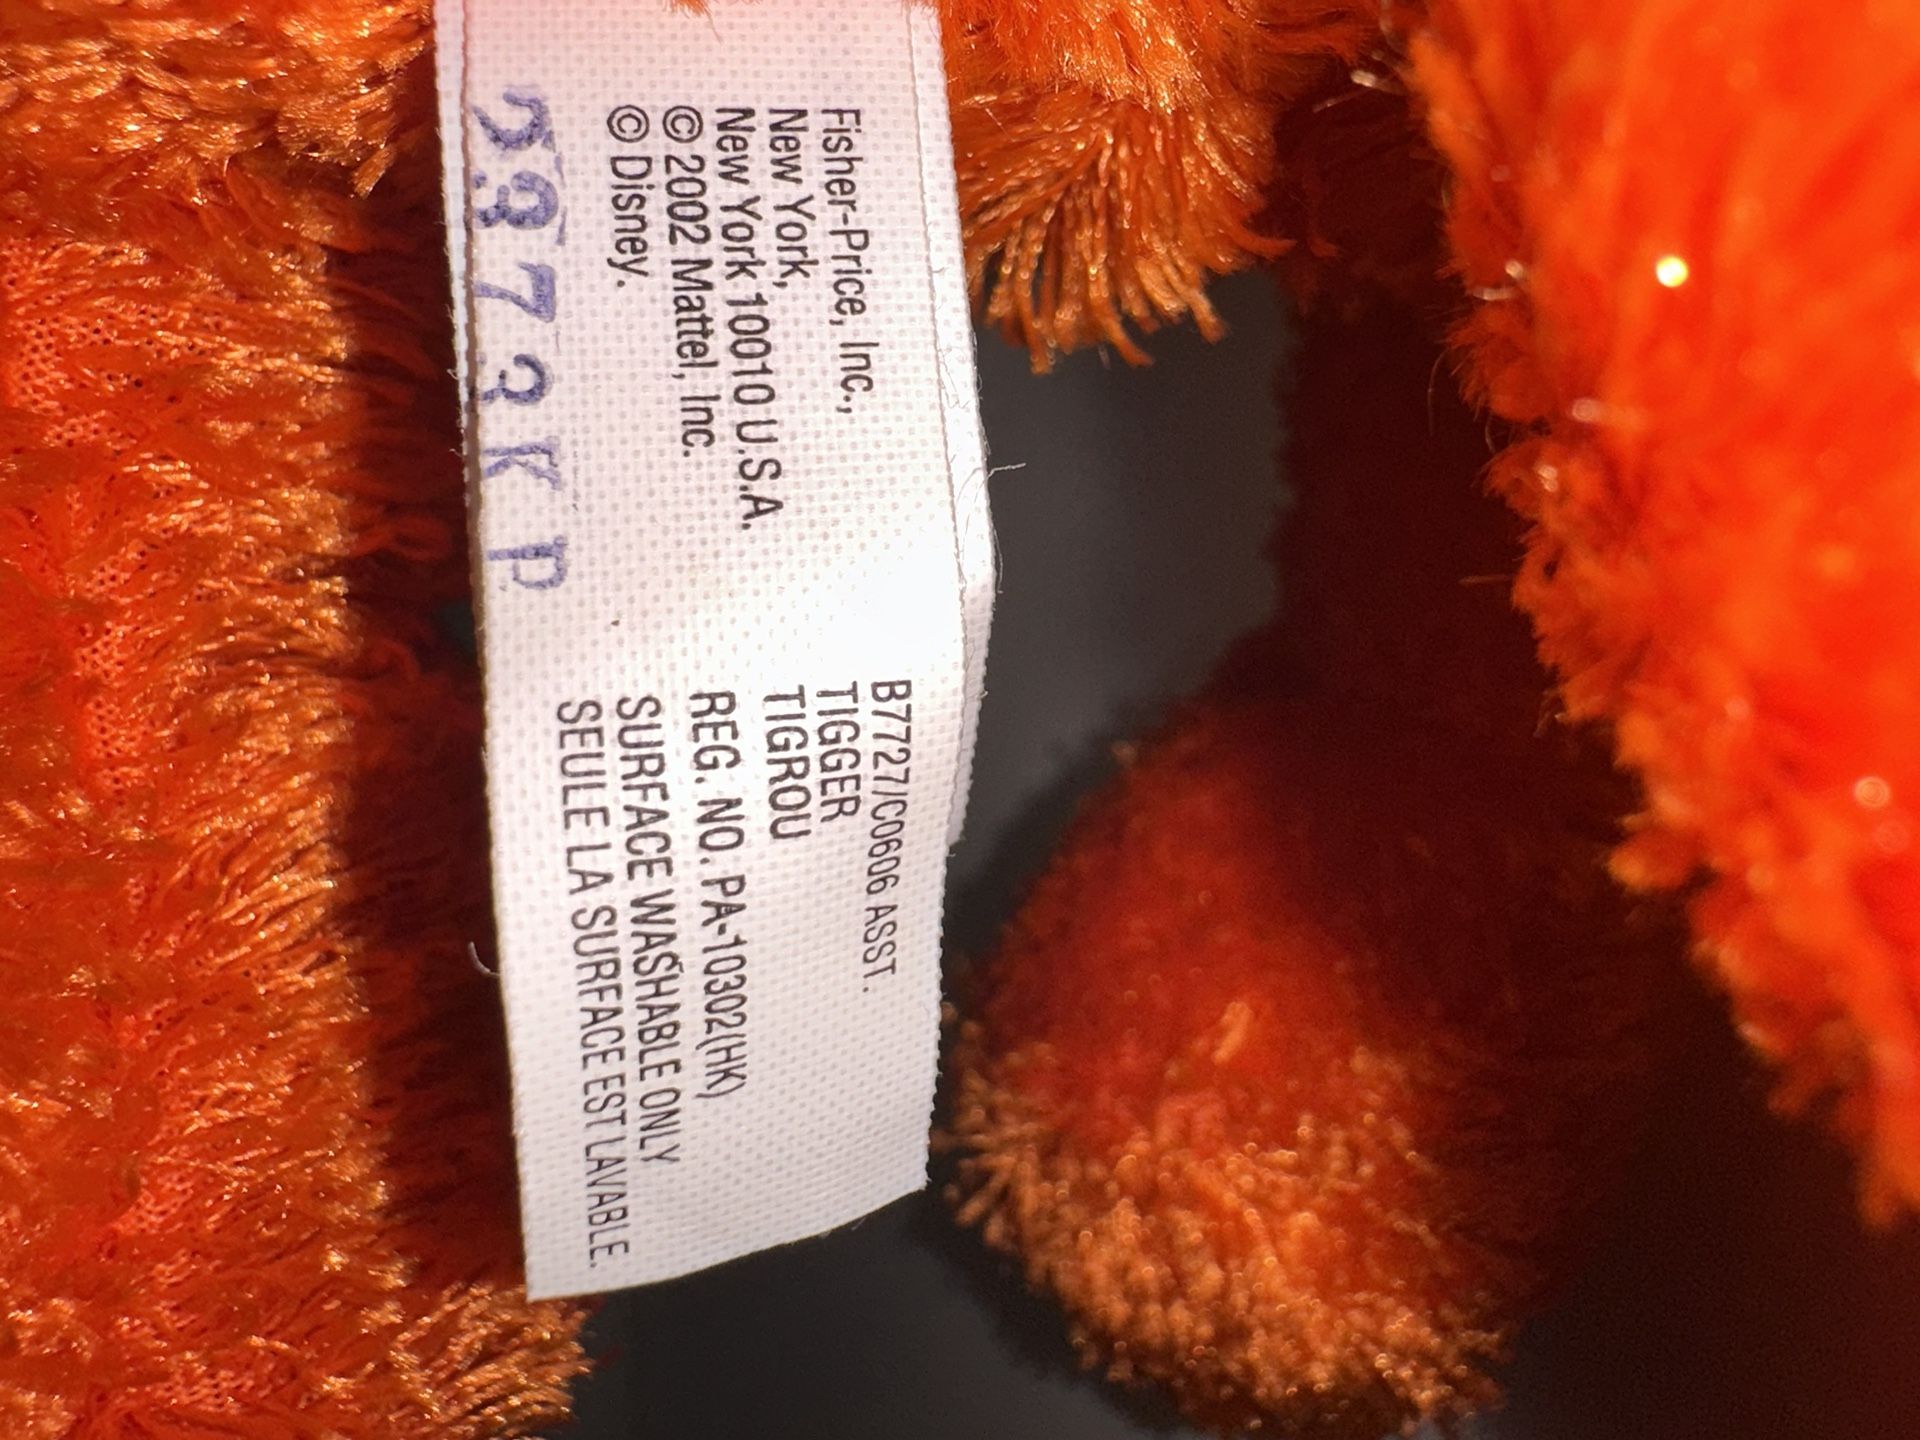 Fisher-Price, Inc.,
New York,
New York 10010 U.S.A.
© 2002 Mattel, Inc.
© Disney.
B7727/C0606 ASST.
TIGGER
TIGROU
REG. NO. PA-10302(HK)
SURFACE WASHABLE ONLY
SEULE LA SURFACE EST LAVABLE.